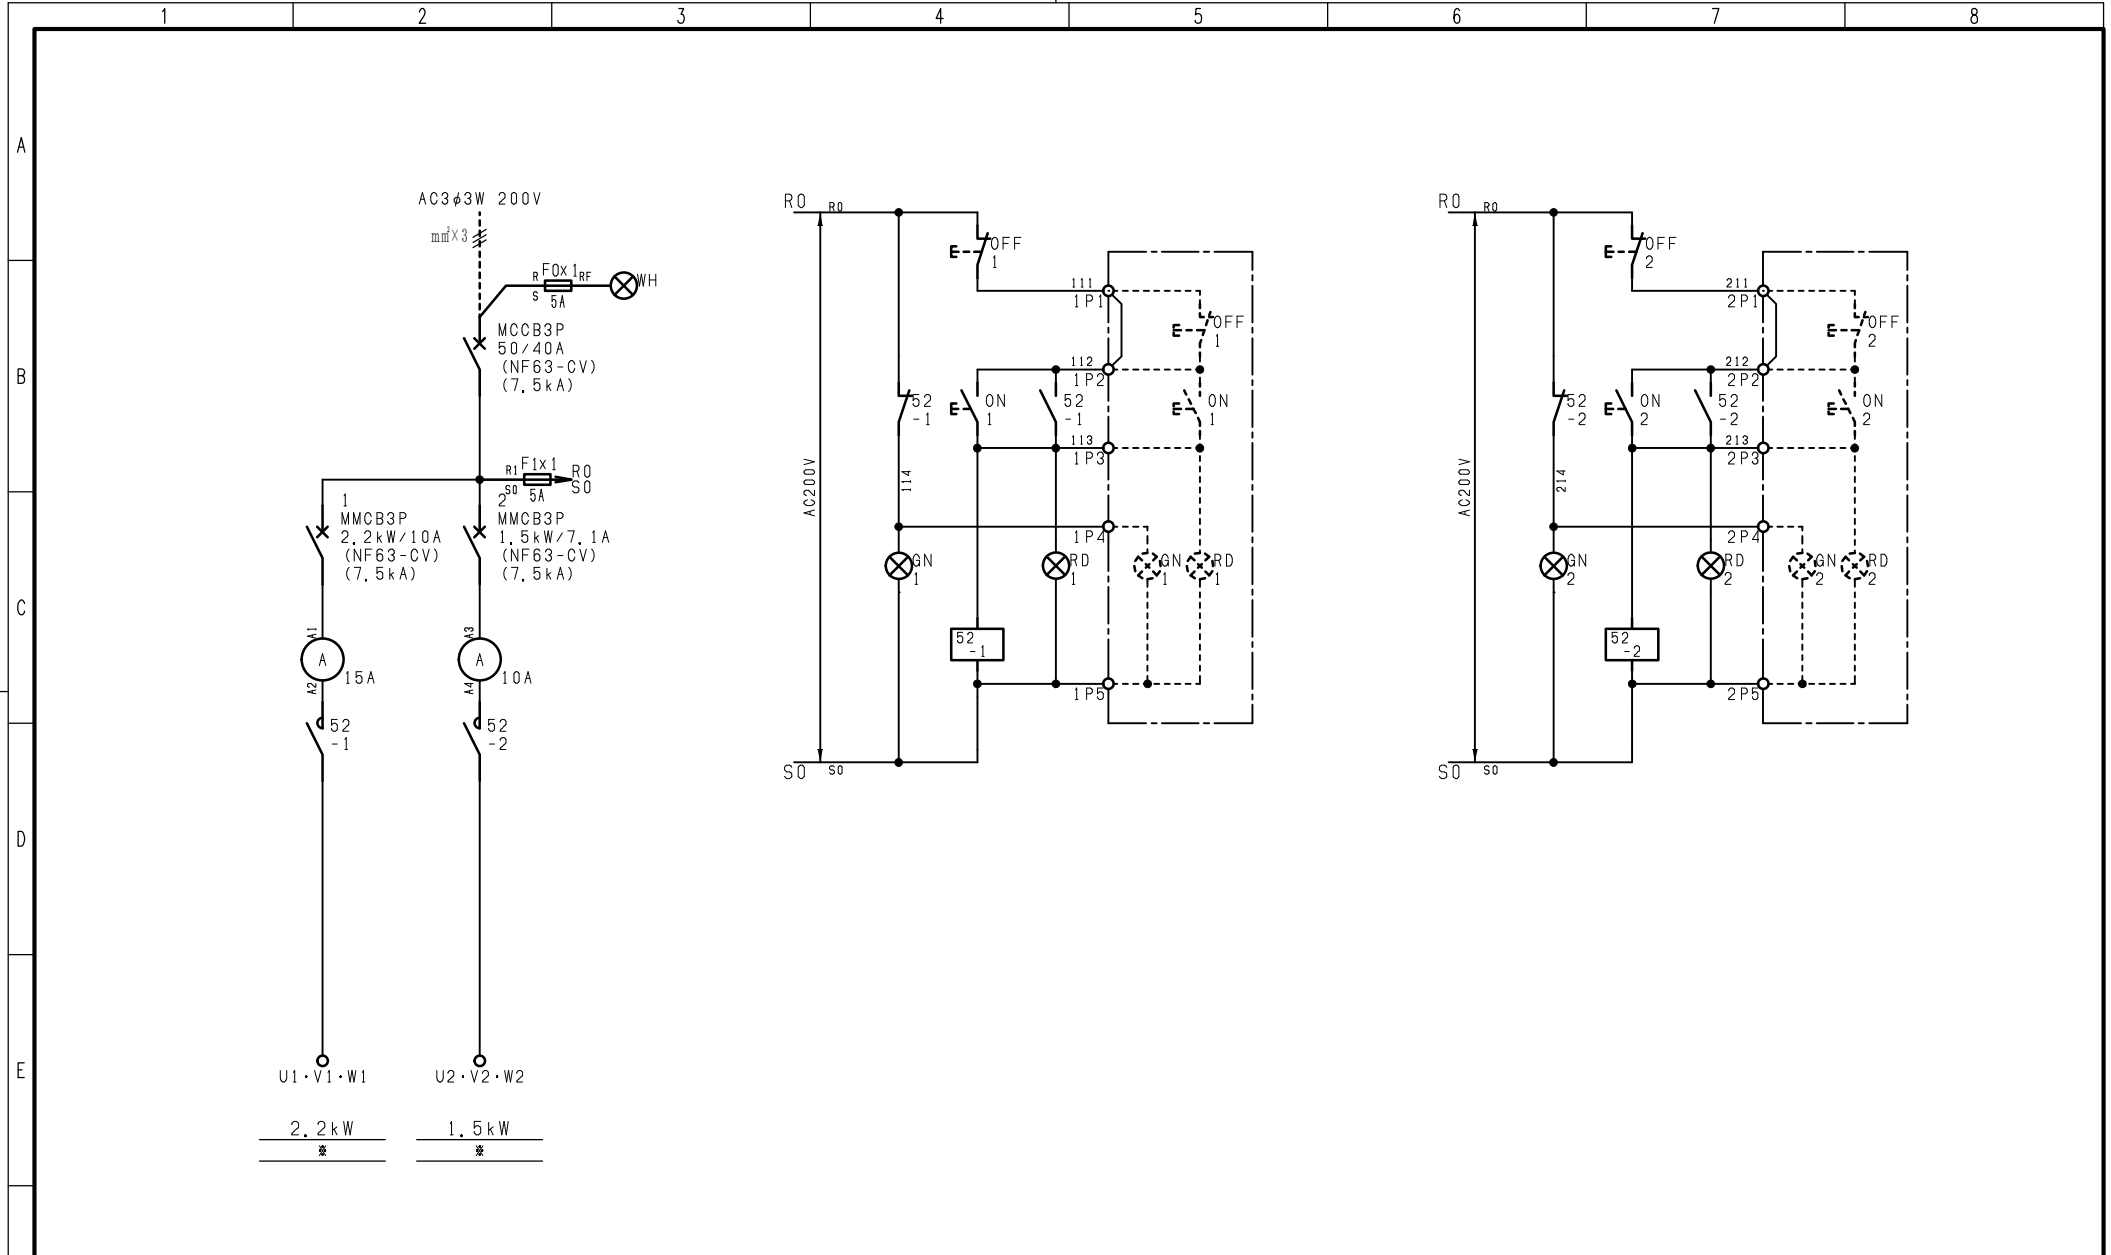 1 2 3 4 5 6 7 8
A
B
C
D
E
AC3φ3W 200V
mm²×3
R F0x1 RF
S 5A
WH
MCCB3P
50/40A
(NF63-CV)
(7.5kA)
R1 F1x1 R0
S0 5A S0
1
MMCB3P
2.2kW/10A
(NF63-CV)
(7.5kA)
2
MMCB3P
1.5kW/7.1A
(NF63-CV)
(7.5kA)
A1
A
15A
A2
A3
A
10A
A4
52
-1
52
-2
U1・V1・W1
U2・V2・W2
2.2kW
※
1.5kW
※
R0 R0
AC200V
OFF
1
111
1P1
OFF
1
112
1P2
52
-1
ON
1
52
-1
ON
1
113
1P3
114
1P4
GN
1
RD
1
GN
1
RD
1
52
-1
1P5
S0 S0
R0 R0
AC200V
OFF
2
211
2P1
OFF
2
212
2P2
52
-2
ON
2
52
-2
ON
2
213
2P3
214
2P4
GN
2
RD
2
GN
2
RD
2
52
-2
2P5
S0 S0